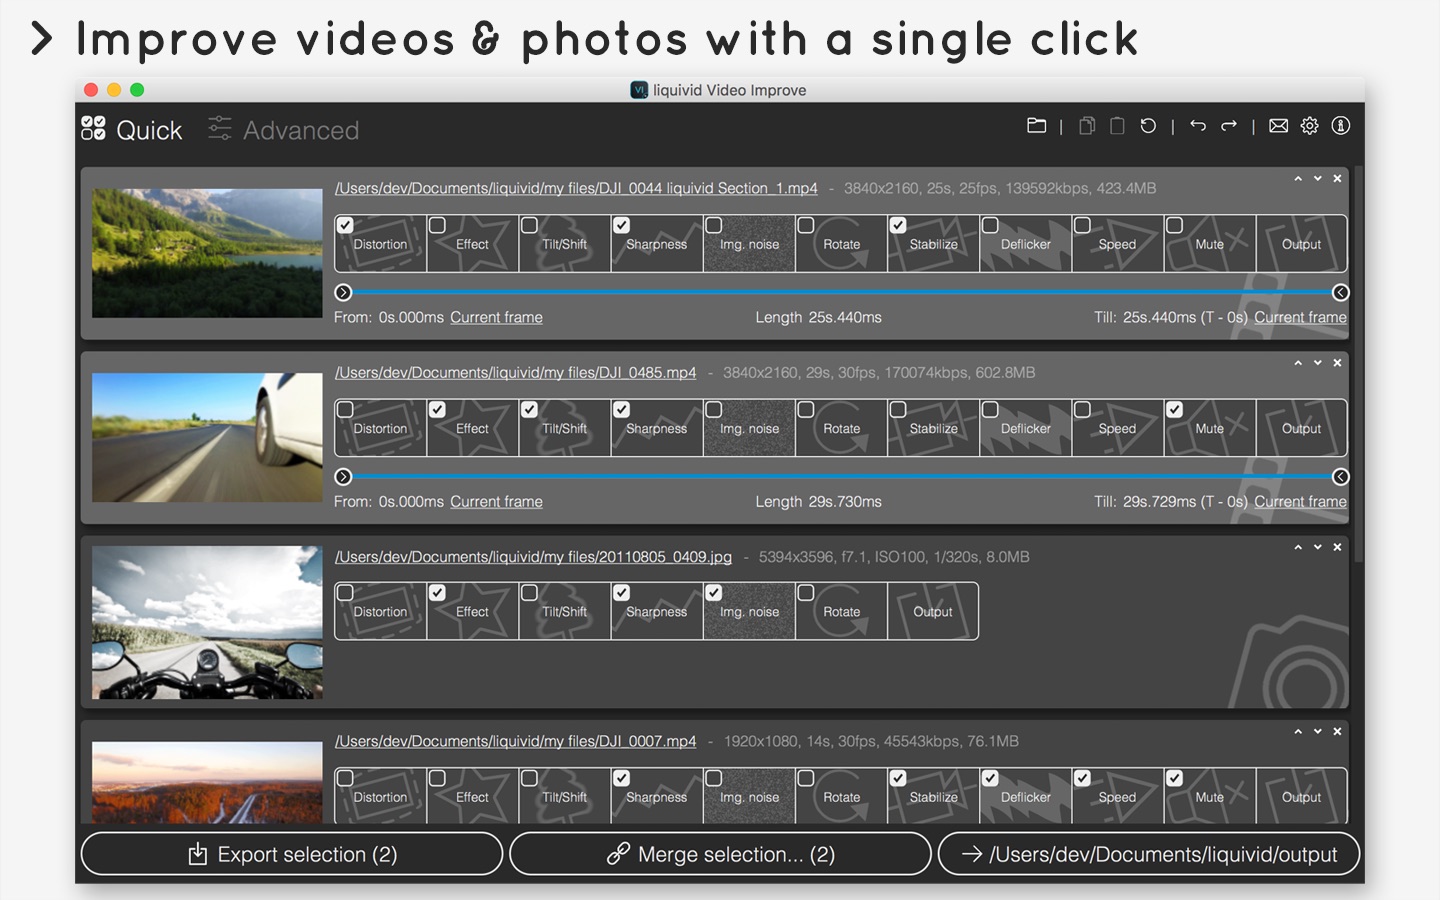 Improve videos & photos with a single click
liquivid Video Improve
Quick Advanced
/Users/dev/Documents/liquivid/my files/DJI_0044 liquivid Section_1.mp4 - 3840x2160, 25s, 25fps, 139592kbps, 423.4MB
Distortion Effect Tilt/Shift Sharpness Img. noise Rotate Stabilize Deflicker Speed Mute Output
From: 0s.000ms Current frame Length 25s.440ms Till: 25s.440ms (T - 0s) Current frame
/Users/dev/Documents/liquivid/my files/DJI_0485.mp4 - 3840x2160, 29s, 30fps, 170074kbps, 602.8MB
Distortion Effect Tilt/Shift Sharpness Img. noise Rotate Stabilize Deflicker Speed Mute Output
From: 0s.000ms Current frame Length 29s.730ms Till: 29s.729ms (T - 0s) Current frame
/Users/dev/Documents/liquivid/my files/20110805_0409.jpg - 5394x3596, f7.1, ISO100, 1/320s, 8.0MB
Distortion Effect Tilt/Shift Sharpness Img. noise Rotate Output
/Users/dev/Documents/liquivid/my files/DJI_0007.mp4 - 1920x1080, 14s, 30fps, 45543kbps, 76.1MB
Distortion Effect Tilt/Shift Sharpness Img. noise Rotate Stabilize Deflicker Speed Mute Output
Export selection (2) Merge selection... (2) /Users/dev/Documents/liquivid/output